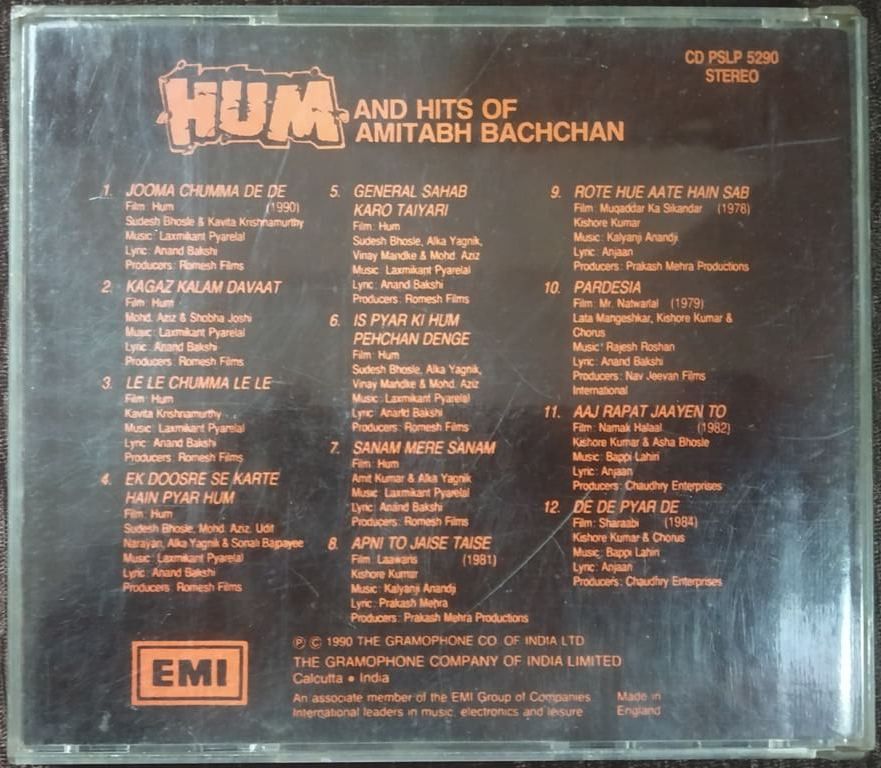 HUM
AND HITS OF
AMITABH BACHCHAN
CD PSLP 5290
STEREO
1. JOOMA CHUMMA DE DE
Film: Hum (1990)
Sudesh Bhosle & Kavita Krishnamurthy
Music: Laxmikant Pyarelal
Lyric: Anand Bakshi
Producers: Romesh Films
2. KAGAZ KALAM DAVAAT
Film: Hum
Mohd. Aziz & Shobha Joshi
Music: Laxmikant Pyarelal
Lyric: Anand Bakshi
Producers: Romesh Films
3. LE LE CHUMMA LE LE
Film: Hum
Kavita Krishnamurthy
Music: Laxmikant Pyarelal
Lyric: Anand Bakshi
Producers: Romesh Films
4. EK DOOSRE SE KARTE
HAIN PYAR HUM
Film: Hum
Sudesh Bhosle, Mohd. Aziz, Udit
Narayan, Alka Yagnik & Sonali Bajpayee
Music: Laxmikant Pyarelal
Lyric: Anand Bakshi
Producers: Romesh Films
5. GENERAL SAHAB
KARO TAIYARI
Film: Hum
Sudesh Bhosle, Alka Yagnik,
Vinay Mandke & Mohd. Aziz
Music: Laxmikant Pyarelal
Lyric: Anand Bakshi
Producers: Romesh Films
6. IS PYAR KI HUM
PEHCHAN DENGE
Film: Hum
Sudesh Bhosle, Alka Yagnik,
Vinay Mandke & Mohd. Aziz
Music: Laxmikant Pyarelal
Lyric: Anand Bakshi
Producers: Romesh Films
7. SANAM MERE SANAM
Film: Hum
Amit Kumar & Alka Yagnik
Music: Laxmikant Pyarelal
Lyric: Anand Bakshi
Producers: Romesh Films
8. APNI TO JAISE TAISE
Film: Laawaris (1981)
Kishore Kumar
Music: Kalyanji Anandji
Lyric: Prakash Mehra
Producers: Prakash Mehra Productions
9. ROTE HUE AATE HAIN SAB
Film: Muqaddar Ka Sikandar (1978)
Kishore Kumar
Music: Kalyanji Anandji
Lyric: Anjaan
Producers: Prakash Mehra Productions
10. PARDESIA
Film: Mr. Natwarlal (1979)
Lata Mangeshkar, Kishore Kumar &
Chorus
Music: Rajesh Roshan
Lyric: Anand Bakshi
Producers: Nav Jeevan Films
International
11. AAJ RAPAT JAAYEN TO
Film: Namak Halaal (1982)
Kishore Kumar & Asha Bhosle
Music: Bappi Lahiri
Lyric: Anjaan
Producers: Chaudhry Enterprises
12. DE DE PYAR DE
Film: Sharaabi (1984)
Kishore Kumar & Chorus
Music: Bappi Lahiri
Lyric: Anjaan
Producers: Chaudhry Enterprises
EMI
℗ © 1990 THE GRAMOPHONE CO. OF INDIA LTD
THE GRAMOPHONE COMPANY OF INDIA LIMITED
Calcutta • India
An associate member of the EMI Group of Companies
International leaders in music, electronics and leisure
Made in
England